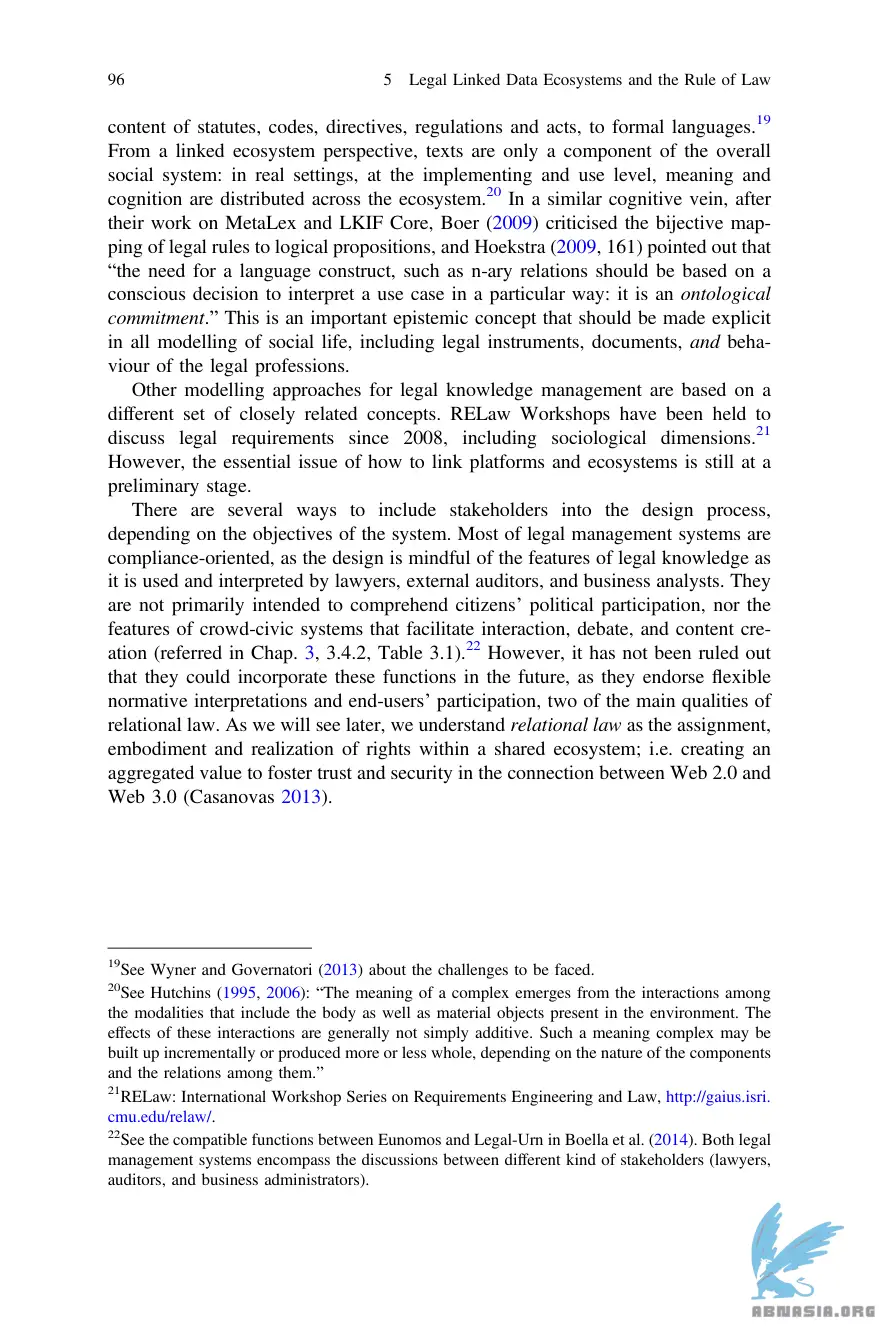 96 5 Legal Linked Data Ecosystems and the Rule of Law
content of statutes, codes, directives, regulations and acts, to formal languages.19
From a linked ecosystem perspective, texts are only a component of the overall
social system: in real settings, at the implementing and use level, meaning and
cognition are distributed across the ecosystem.20 In a similar cognitive vein, after
their work on MetaLex and LKIF Core, Boer (2009) criticised the bijective map-
ping of legal rules to logical propositions, and Hoekstra (2009, 161) pointed out that
“the need for a language construct, such as n-ary relations should be based on a
conscious decision to interpret a use case in a particular way: it is an ontological
commitment.” This is an important epistemic concept that should be made explicit
in all modelling of social life, including legal instruments, documents, and beha-
viour of the legal professions.
Other modelling approaches for legal knowledge management are based on a
different set of closely related concepts. RELaw Workshops have been held to
discuss legal requirements since 2008, including sociological dimensions.21
However, the essential issue of how to link platforms and ecosystems is still at a
preliminary stage.
There are several ways to include stakeholders into the design process,
depending on the objectives of the system. Most of legal management systems are
compliance-oriented, as the design is mindful of the features of legal knowledge as
it is used and interpreted by lawyers, external auditors, and business analysts. They
are not primarily intended to comprehend citizens’ political participation, nor the
features of crowd-civic systems that facilitate interaction, debate, and content cre-
ation (referred in Chap. 3, 3.4.2, Table 3.1).22 However, it has not been ruled out
that they could incorporate these functions in the future, as they endorse flexible
normative interpretations and end-users’ participation, two of the main qualities of
relational law. As we will see later, we understand relational law as the assignment,
embodiment and realization of rights within a shared ecosystem; i.e. creating an
aggregated value to foster trust and security in the connection between Web 2.0 and
Web 3.0 (Casanovas 2013).
19See Wyner and Governatori (2013) about the challenges to be faced.
20See Hutchins (1995, 2006): “The meaning of a complex emerges from the interactions among
the modalities that include the body as well as material objects present in the environment. The
effects of these interactions are generally not simply additive. Such a meaning complex may be
built up incrementally or produced more or less whole, depending on the nature of the components
and the relations among them.”
21RELaw: International Workshop Series on Requirements Engineering and Law, http://gaius.isri.
cmu.edu/relaw/.
22See the compatible functions between Eunomos and Legal-Urn in Boella et al. (2014). Both legal
management systems encompass the discussions between different kind of stakeholders (lawyers,
auditors, and business administrators).
ABNASIA.ORG